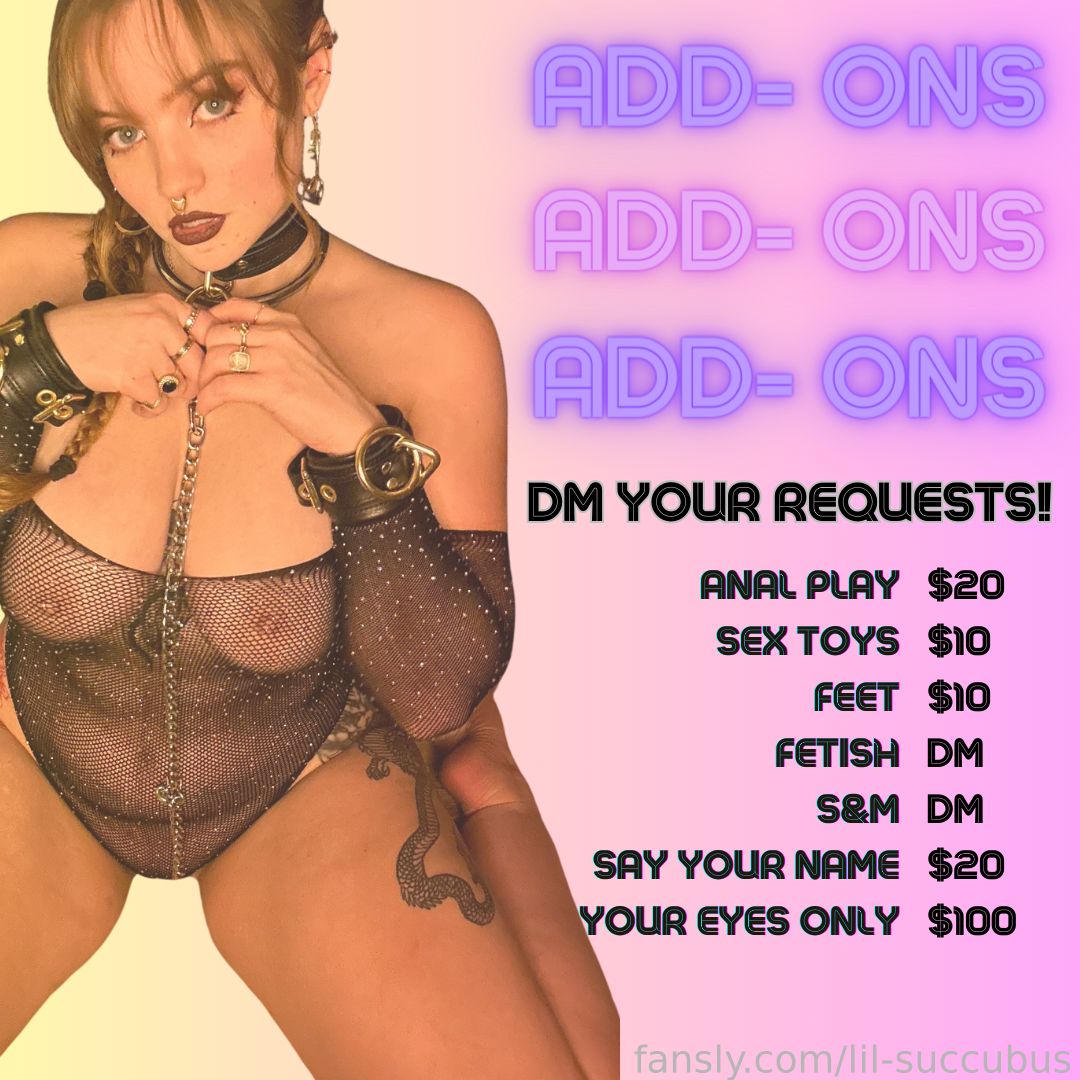 ADD= ONS
ADD= ONS
ADD= ONS
DM YOUR REQUESTS!
ANAL PLAY $20
SEX TOYS $10
FEET $10
FETISH DM
S&M DM
SAY YOUR NAME $20
YOUR EYES ONLY $100
fansly.com/lil-succubus